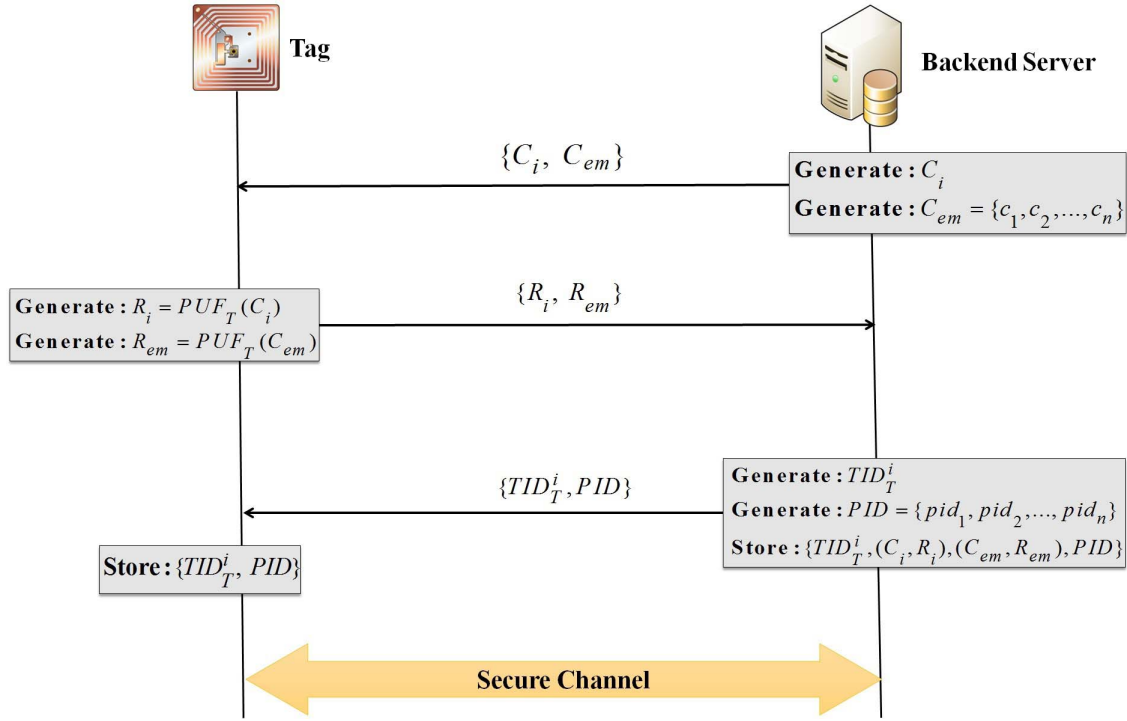 Tag
Backend Server
{C_i, C_em}
Generate: C_i
Generate: C_em = {c_1, c_2, ..., c_n}
Generate: R_i = PUF_T(C_i)
Generate: R_em = PUF_T(C_em)
{R_i, R_em}
Generate: TID_T^i
Generate: PID = {pid_1, pid_2, ..., pid_n}
Store: {TID_T^i, (C_i, R_i), (C_em, R_em), PID}
{TID_T^i, PID}
Store: {TID_T^i, PID}
Secure Channel